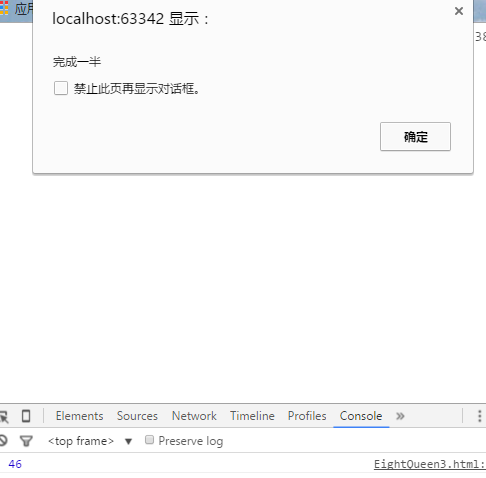 应用
localhost:63342 显示：
38
完成一半
禁止此页再显示对话框。
确定
Elements Sources Network Timeline Profiles Console »
<top frame> ▼ Preserve log
46 EightQueen3.html: